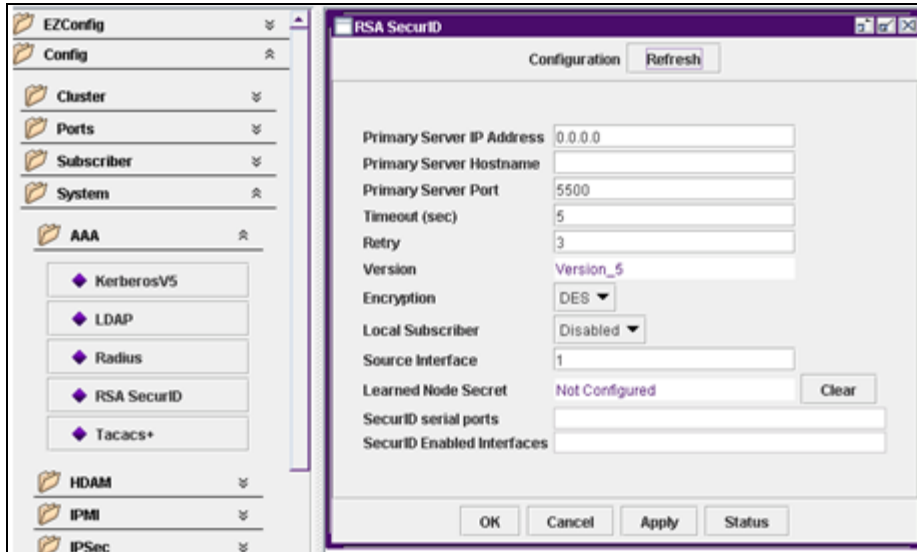 EZConfig
Config
Cluster
Ports
Subscriber
System
AAA
KerberosV5
LDAP
Radius
RSA SecurID
Tacacs+
HDAM
IPMI
IPSec
RSA SecurID
Configuration Refresh
Primary Server IP Address 0.0.0.0
Primary Server Hostname
Primary Server Port 5500
Timeout (sec) 5
Retry 3
Version Version_5
Encryption DES
Local Subscriber Disabled
Source Interface 1
Learned Node Secret Not Configured Clear
SecurID serial ports
SecurID Enabled Interfaces
OK Cancel Apply Status